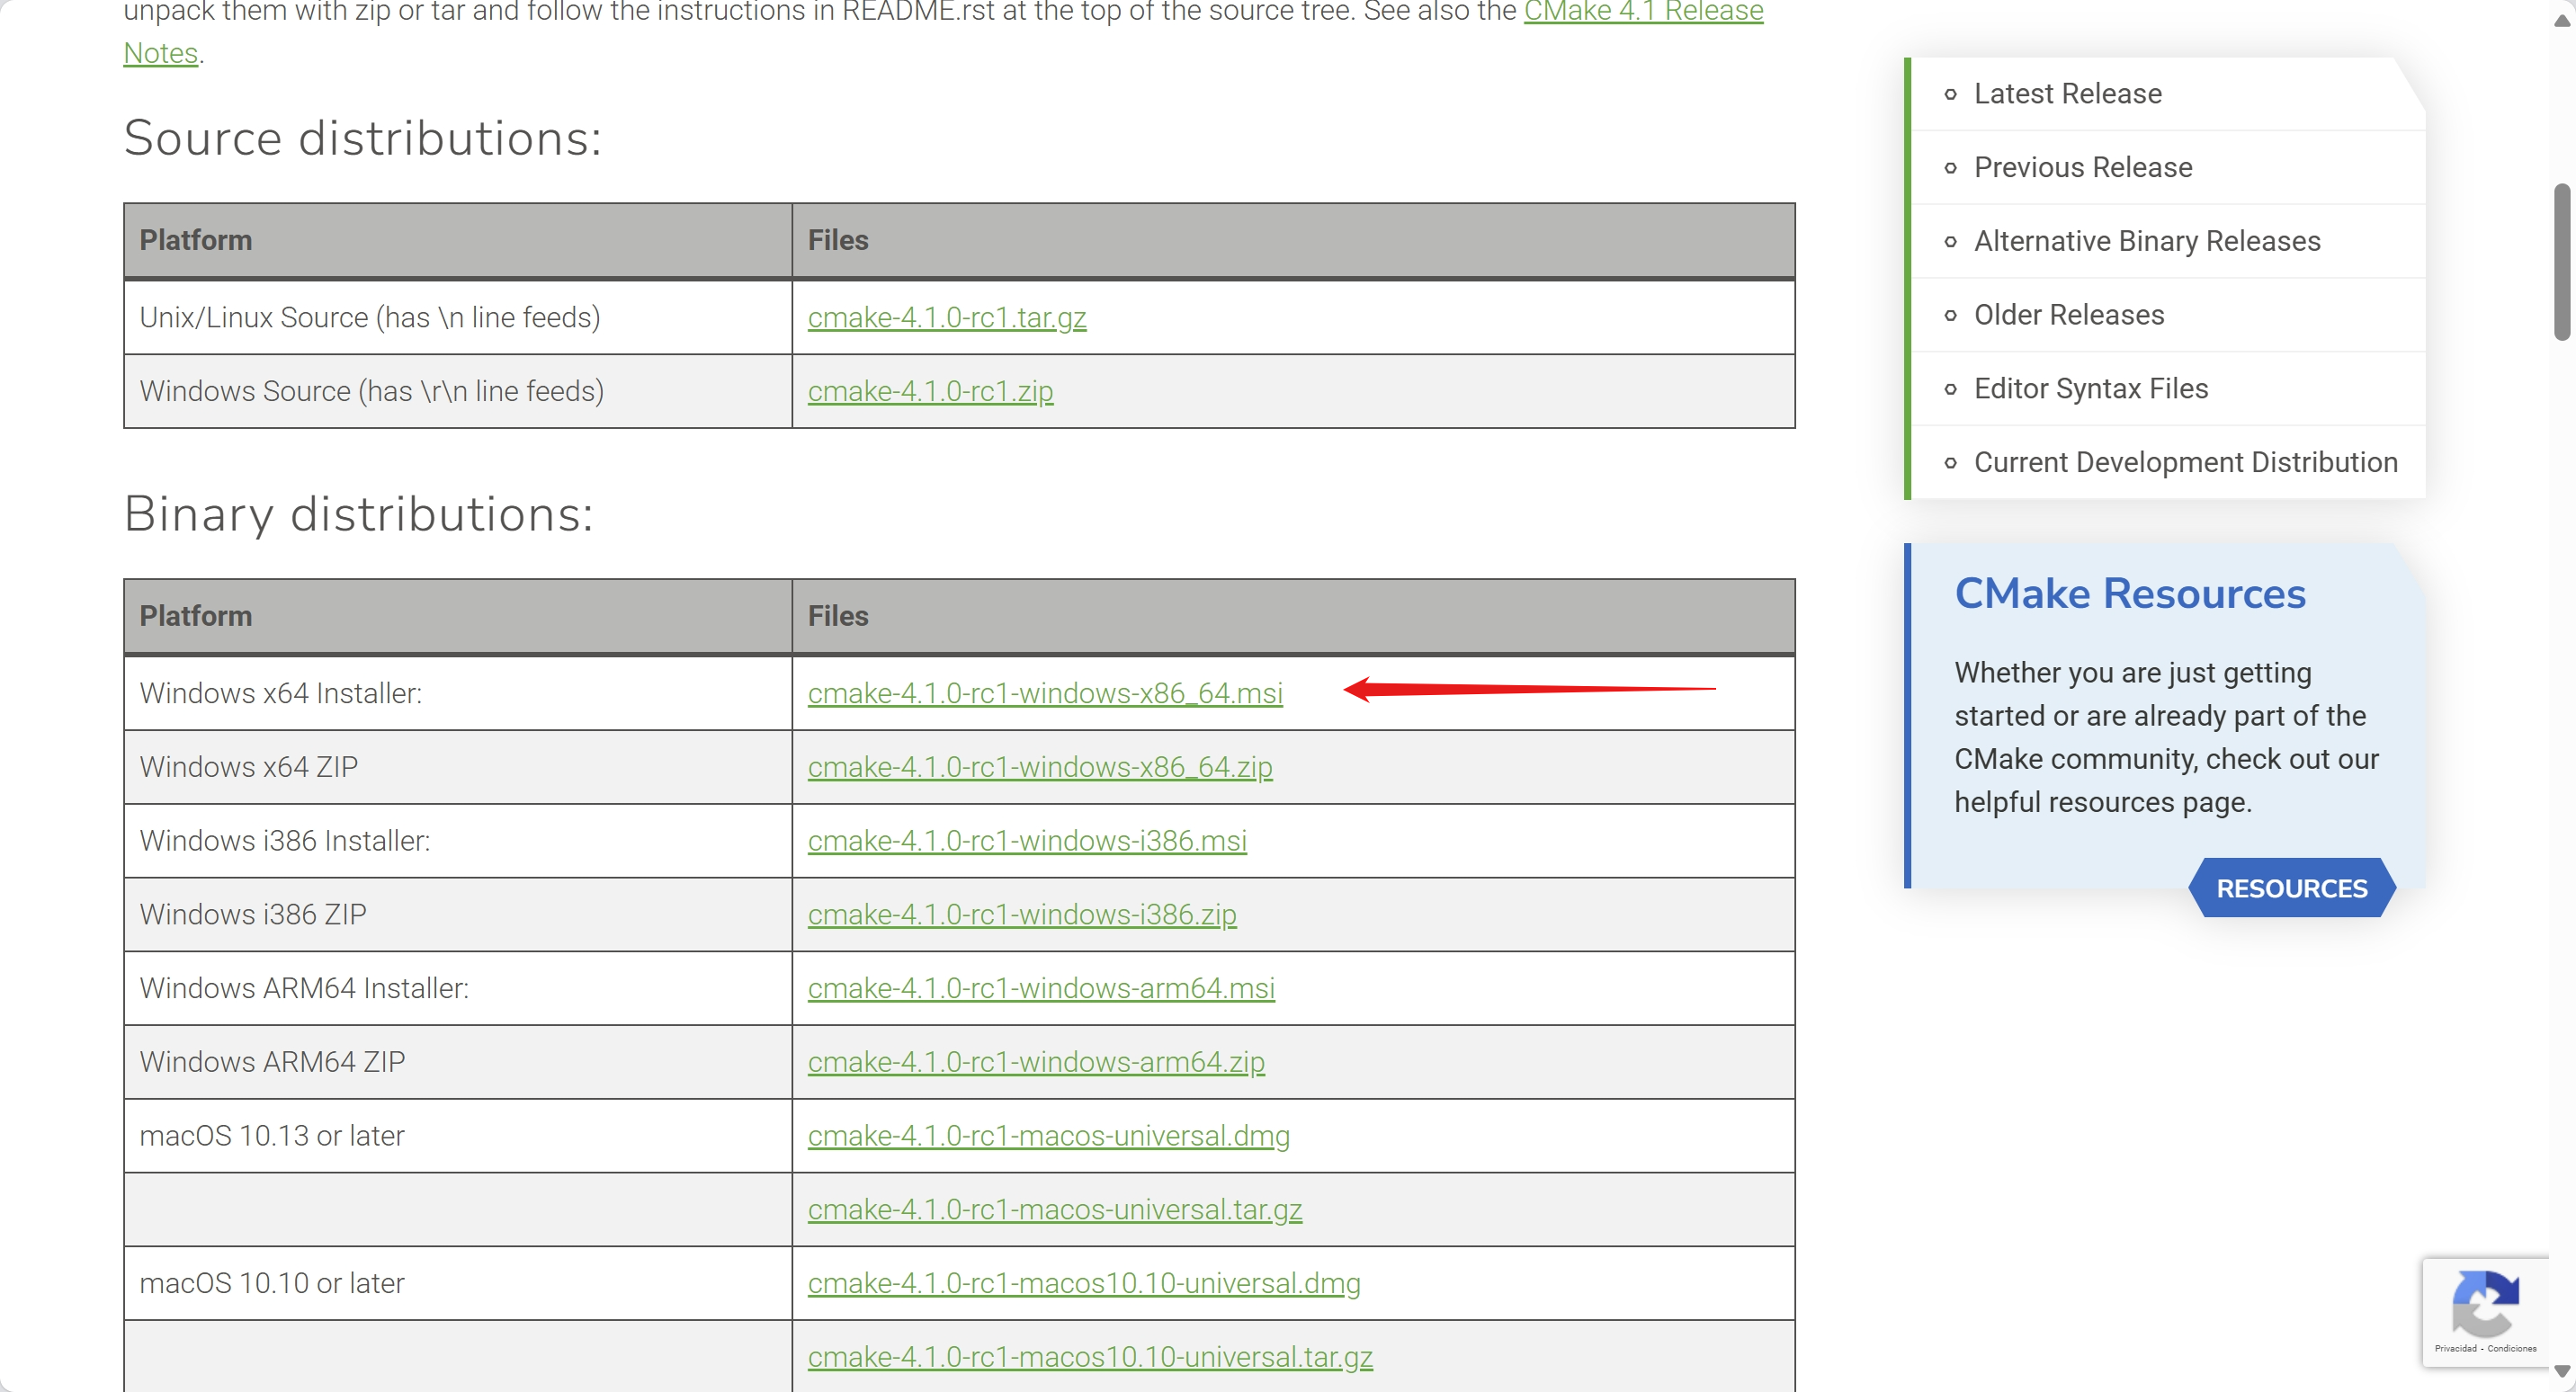 unpack them with zip or tar and follow the instructions in README.rst at the top of the source tree. See also the CMake 4.1 Release
Notes.
Source distributions:
Platform Files
Unix/Linux Source (has \n line feeds) cmake-4.1.0-rc1.tar.gz
Windows Source (has \r\n line feeds) cmake-4.1.0-rc1.zip
Binary distributions:
Platform Files
Windows x64 Installer: cmake-4.1.0-rc1-windows-x86_64.msi
Windows x64 ZIP cmake-4.1.0-rc1-windows-x86_64.zip
Windows i386 Installer: cmake-4.1.0-rc1-windows-i386.msi
Windows i386 ZIP cmake-4.1.0-rc1-windows-i386.zip
Windows ARM64 Installer: cmake-4.1.0-rc1-windows-arm64.msi
Windows ARM64 ZIP cmake-4.1.0-rc1-windows-arm64.zip
macOS 10.13 or later cmake-4.1.0-rc1-macos-universal.dmg
cmake-4.1.0-rc1-macos-universal.tar.gz
macOS 10.10 or later cmake-4.1.0-rc1-macos10.10-universal.dmg
cmake-4.1.0-rc1-macos10.10-universal.tar.gz
Latest Release
Previous Release
Alternative Binary Releases
Older Releases
Editor Syntax Files
Current Development Distribution
CMake Resources
Whether you are just getting
started or are already part of the
CMake community, check out our
helpful resources page.
RESOURCES
Privacidad - Condiciones